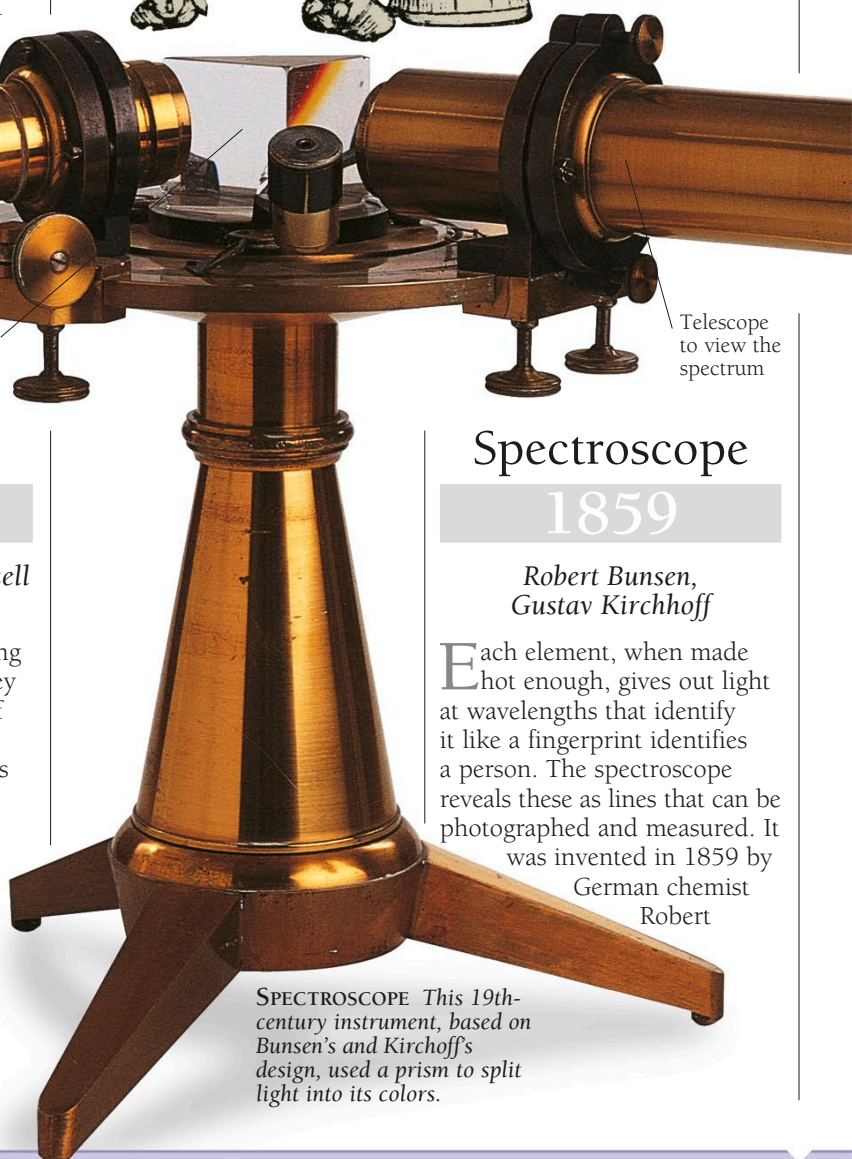 Telescope
to view the
spectrum
Spectroscope
1859
Robert Bunsen,
Gustav Kirchhoff
Each element, when made
hot enough, gives out light
at wavelengths that identify
it like a fingerprint identifies
a person. The spectroscope
reveals these as lines that can be
photographed and measured. It
was invented in 1859 by
German chemist
Robert
SPECTROSCOPE This 19th-
century instrument, based on
Bunsen's and Kirchoff's
design, used a prism to split
light into its colors.